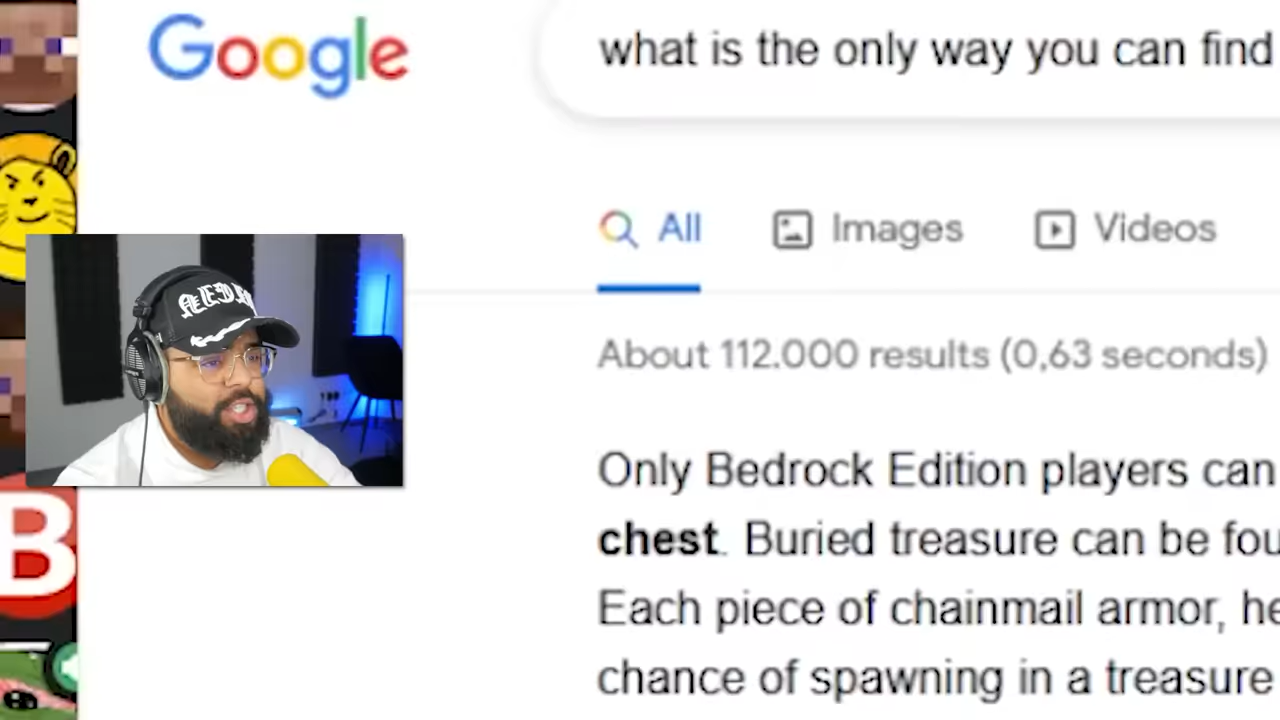 Google
what is the only way you can find
All
Images
Videos
About 112.000 results (0,63 seconds)
Only Bedrock Edition players can
chest. Buried treasure can be fou
Each piece of chainmail armor, he
chance of spawning in a treasure
B